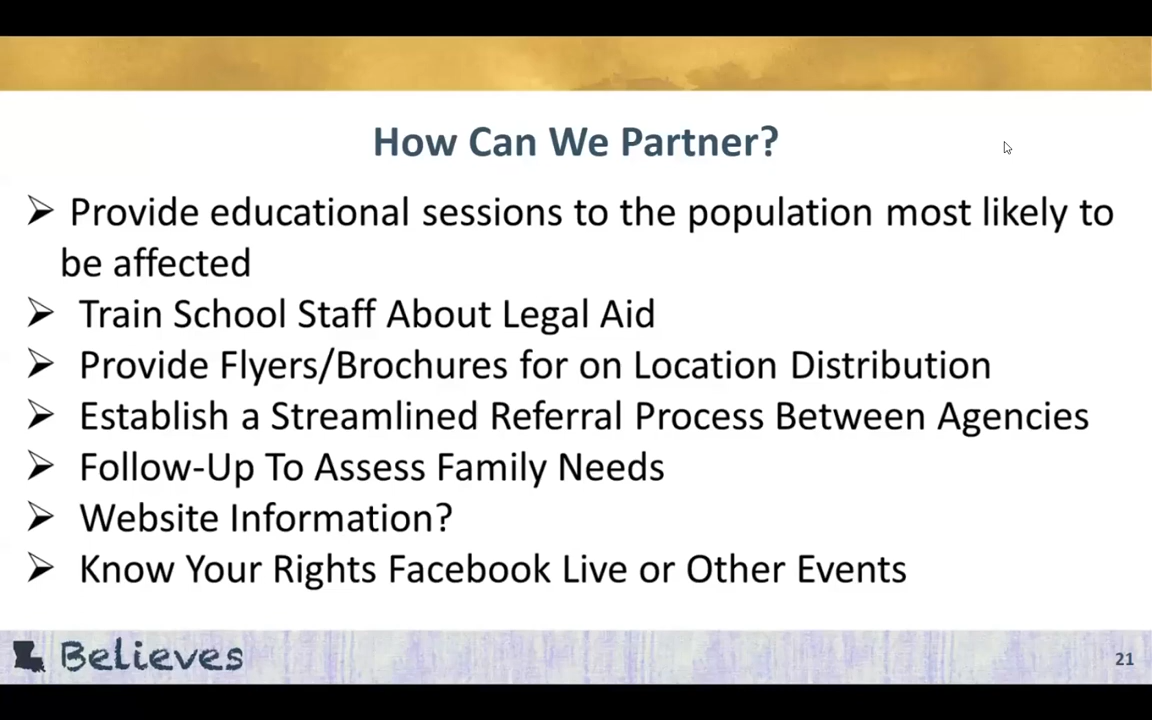 How Can We Partner?
➢ Provide educational sessions to the population most likely to
be affected
➢ Train School Staff About Legal Aid
➢ Provide Flyers/Brochures for on Location Distribution
➢ Establish a Streamlined Referral Process Between Agencies
➢ Follow-Up To Assess Family Needs
➢ Website Information?
➢ Know Your Rights Facebook Live or Other Events
Believes
21